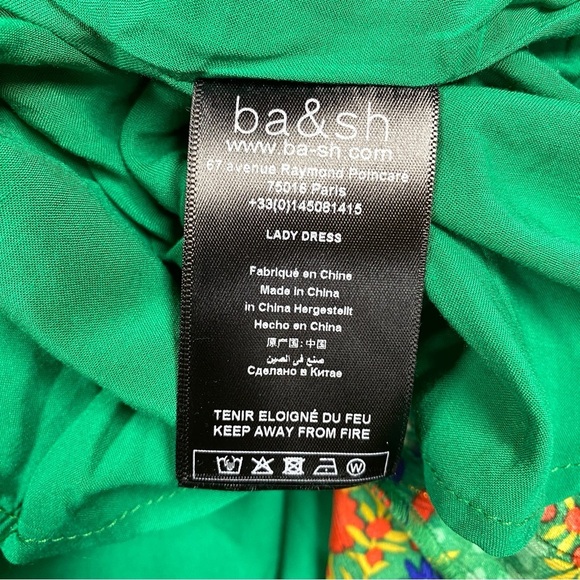 ba&sh
www.ba-sh.com
67 avenue Raymond Poincaré
75016 Paris
+33(0)145081415
LADY DRESS
Fabriqué en Chine
Made in China
in China Hergestellt
Hecho en China
原产国: 中国
صنع في الصين
Сделано в Китае
TENIR ELOIGNÉ DU FEU
KEEP AWAY FROM FIRE
W